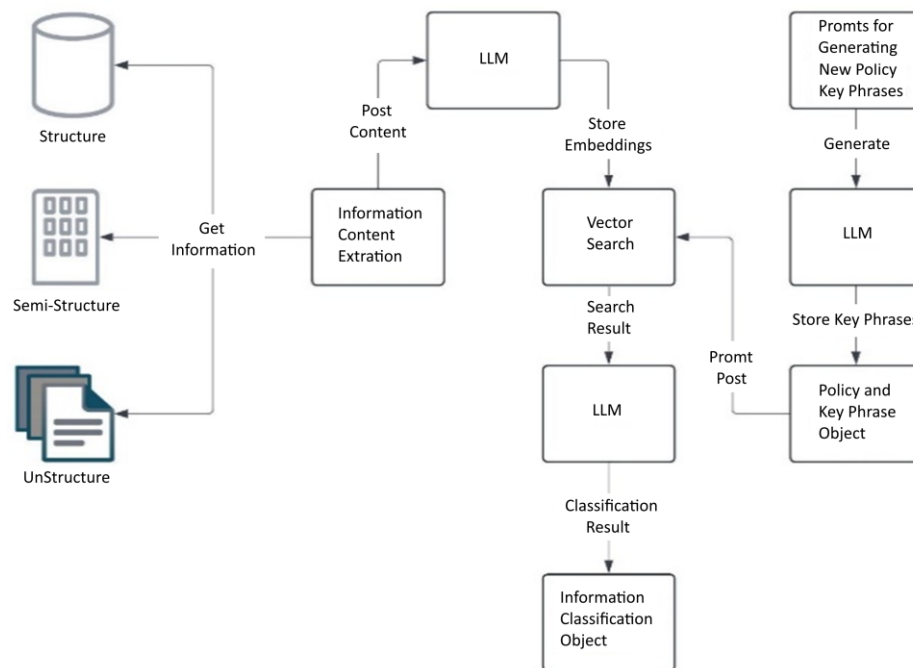 Structure
Semi-Structure
UnStructure
Get
Information
Information
Content
Extration
Post
Content
LLM
Store
Embeddings
Vector
Search
Search
Result
LLM
Classification
Result
Information
Classification
Object
Promts for
Generating
New Policy
Key Phrases
Generate
LLM
Store Key Phrases
Policy and
Key Phrase
Object
Promt
Post